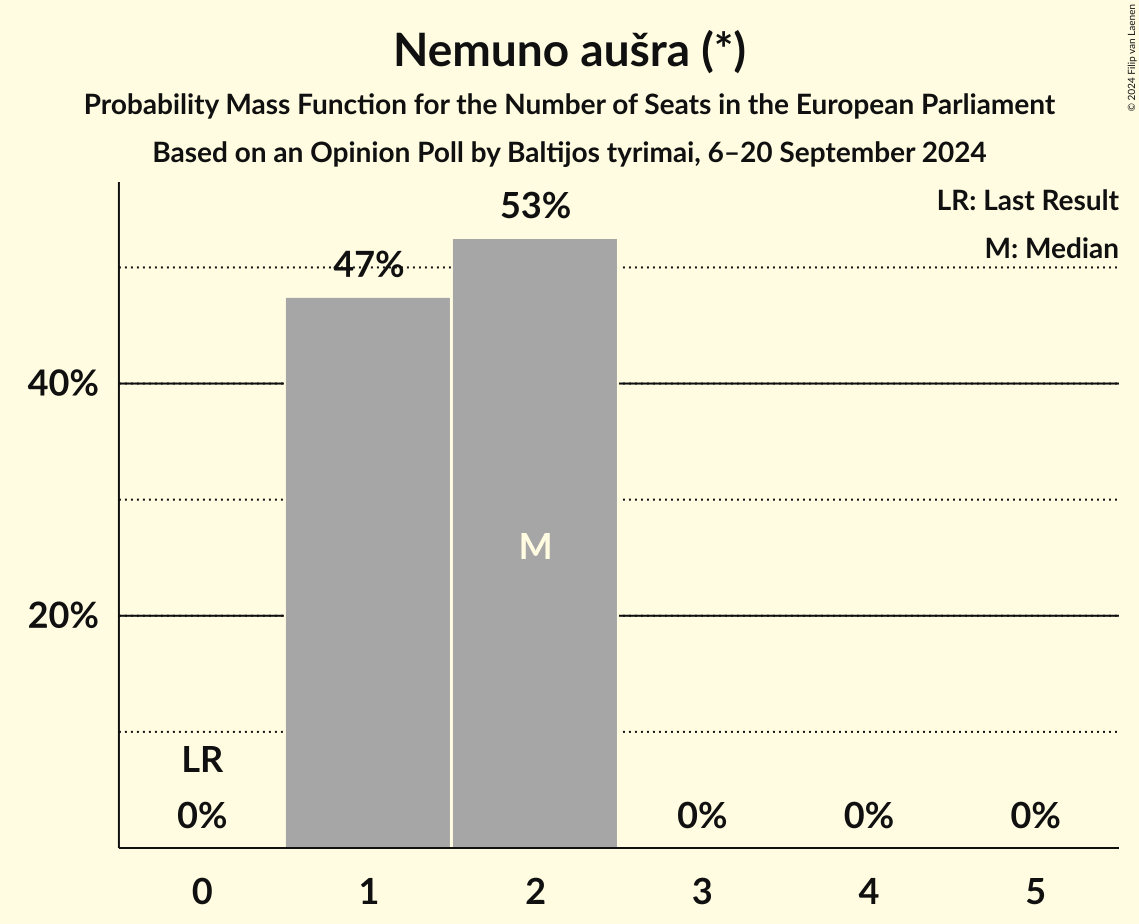 Nemuno aušra (*)
Probability Mass Function for the Number of Seats in the European Parliament
Based on an Opinion Poll by Baltijos tyrimai, 6–20 September 2024
© 2024 Filip van Laenen
LR: Last Result
M: Median
53%
47%
40%
20%
M
LR
0%
0%
0%
0%
0 1 2 3 4 5